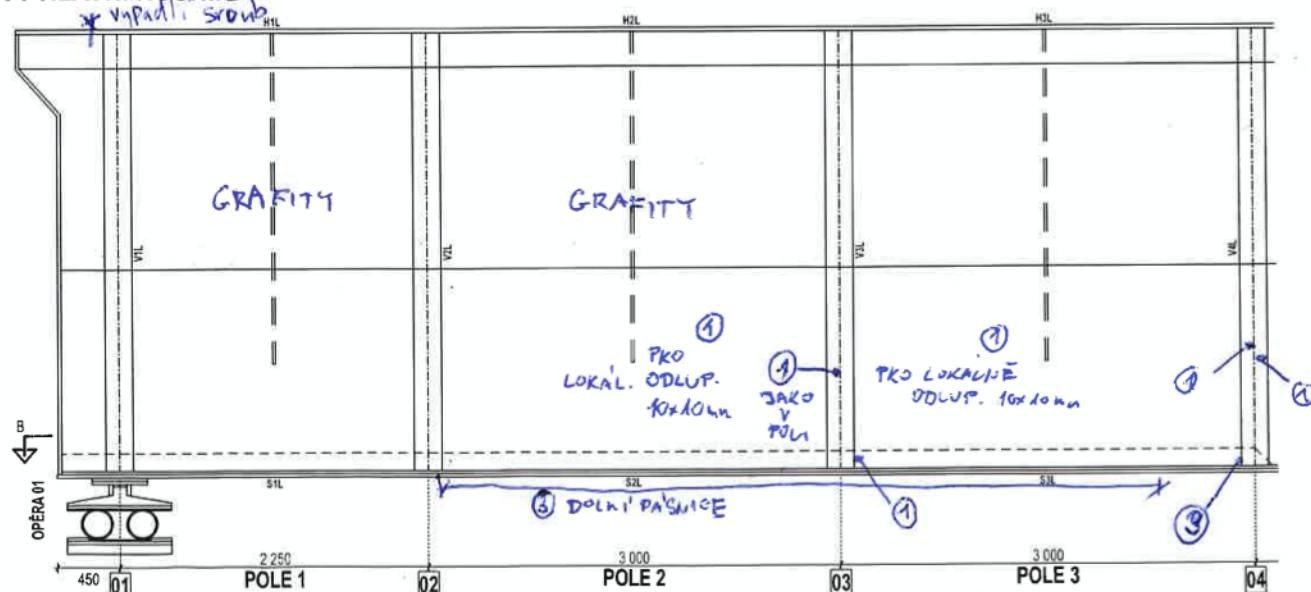 vypadlí šroub
H1L
H2L
H3L
GRAFITY
GRAFITY
V1L
V2L
V3L
V4L
①
LOKÁL. PKO
ODLUP.
10x10mm
①
JAKO
V
POLI
①
PKO LOKÁLNĚ
ODLUP. 10x10mm
①
①
B
S1L
S2L
S3L
③ DOLNÍ PÁSNICE
①
③
OPĚRA 01
450
2 250
3 000
3 000
01
POLE 1
02
POLE 2
03
POLE 3
04